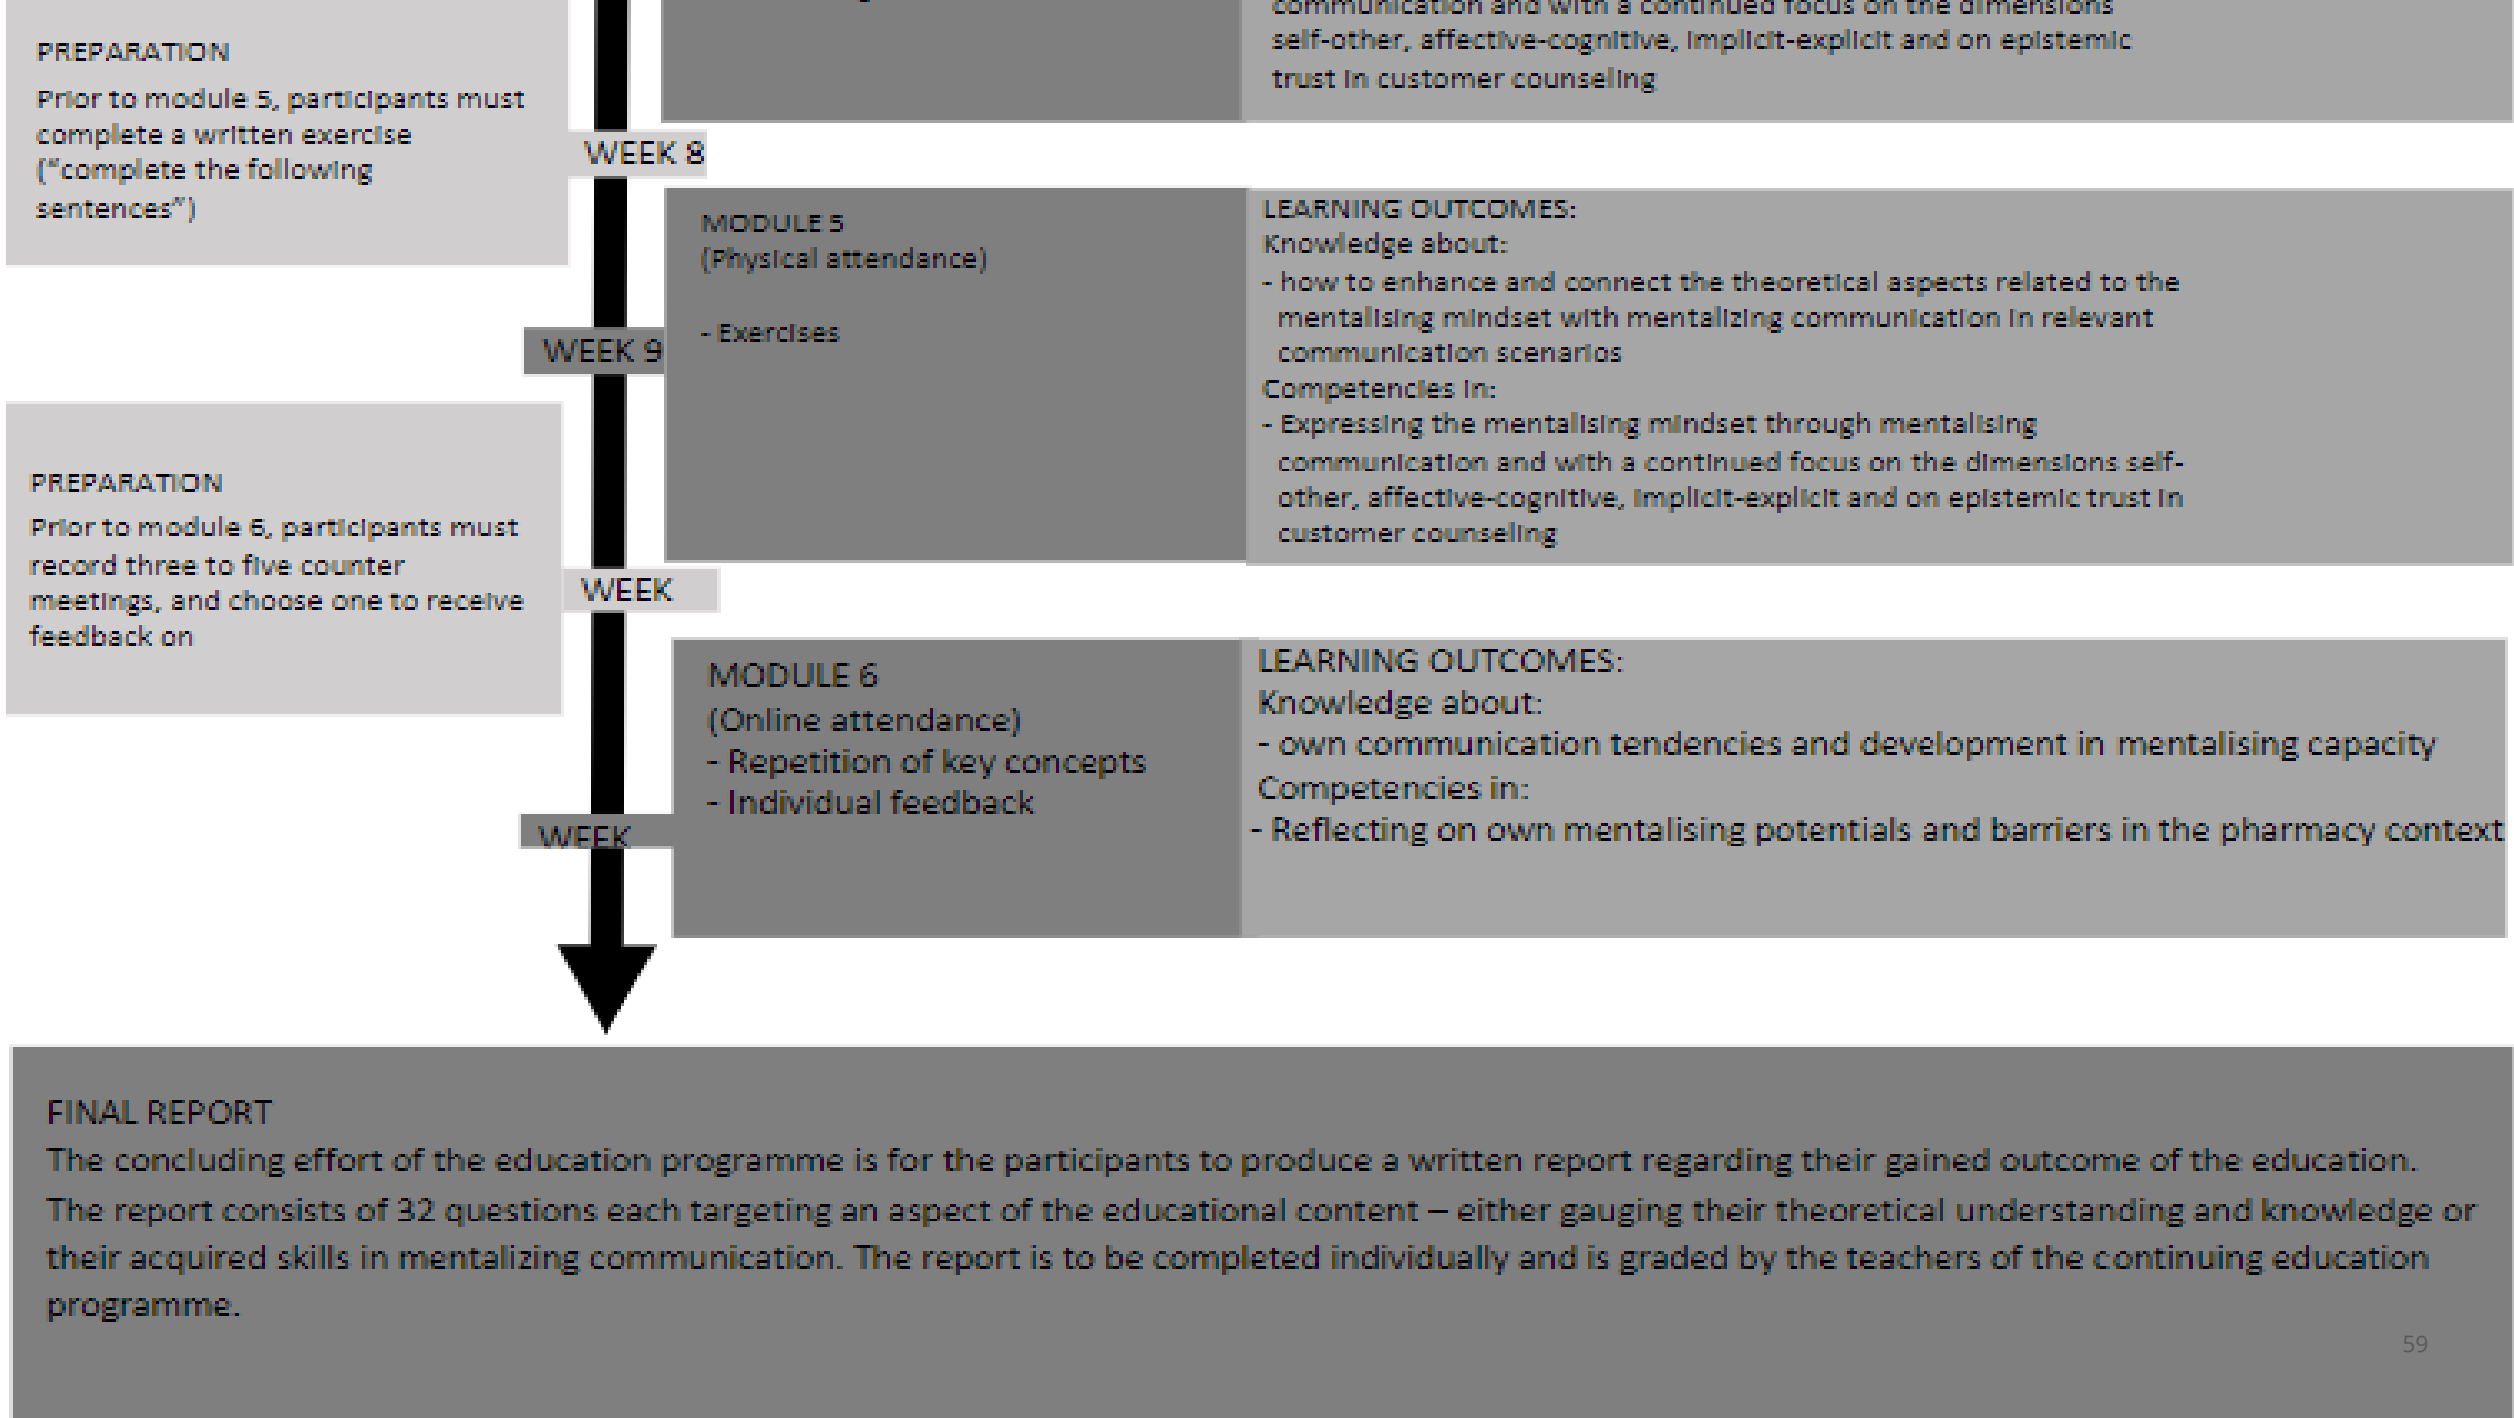 communication and with a continued focus on the dimensions
self-other, affective-cognitive, implicit-explicit and on epistemic
trust in customer counseling
PREPARATION
Prior to module 5, participants must
complete a written exercise
("complete the following
sentences")
WEEK 8
MODULE 5
(Physical attendance)
- Exercises
WEEK 9
LEARNING OUTCOMES:
Knowledge about:
- how to enhance and connect the theoretical aspects related to the
mentalising mindset with mentalizing communication in relevant
communication scenarios
Competencies in:
- Expressing the mentalising mindset through mentalising
communication and with a continued focus on the dimensions self-
other, affective-cognitive, implicit-explicit and on epistemic trust in
customer counseling
PREPARATION
Prior to module 6, participants must
record three to five counter
meetings, and choose one to receive
feedback on
WEEK
MODULE 6
(Online attendance)
- Repetition of key concepts
- Individual feedback
WEEK
LEARNING OUTCOMES:
Knowledge about:
- own communication tendencies and development in mentalising capacity
Competencies in:
- Reflecting on own mentalising potentials and barriers in the pharmacy context
FINAL REPORT
The concluding effort of the education programme is for the participants to produce a written report regarding their gained outcome of the education.
The report consists of 32 questions each targeting an aspect of the educational content – either gauging their theoretical understanding and knowledge or
their acquired skills in mentalizing communication. The report is to be completed individually and is graded by the teachers of the continuing education
programme.
59